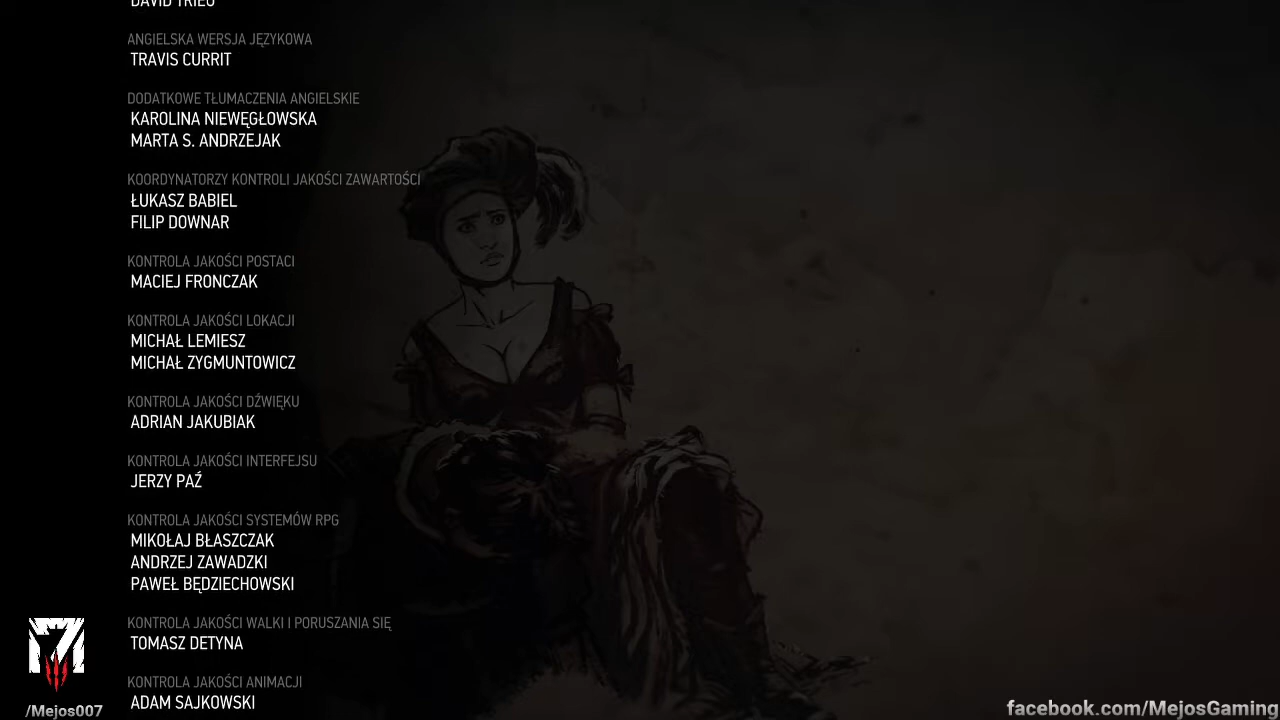 DAVID TRIEU
ANGIELSKA WERSJA JĘZYKOWA
TRAVIS CURRIT
DODATKOWE TŁUMACZENIA ANGIELSKIE
KAROLINA NIEWĘGŁOWSKA
MARTA S. ANDRZEJAK
KOORDYNATORZY KONTROLI JAKOŚCI ZAWARTOŚCI
ŁUKASZ BABIEL
FILIP DOWNAR
KONTROLA JAKOŚCI POSTACI
MACIEJ FRONCZAK
KONTROLA JAKOŚCI LOKACJI
MICHAŁ LEMIESZ
MICHAŁ ZYGMUNTOWICZ
KONTROLA JAKOŚCI DŹWIĘKU
ADRIAN JAKUBIAK
KONTROLA JAKOŚCI INTERFEJSU
JERZY PAŹ
KONTROLA JAKOŚCI SYSTEMÓW RPG
MIKOŁAJ BŁASZCZAK
ANDRZEJ ZAWADZKI
PAWEŁ BĘDZIECHOWSKI
KONTROLA JAKOŚCI WALKI I PORUSZANIA SIĘ
TOMASZ DETYNA
KONTROLA JAKOŚCI ANIMACJI
ADAM SAJKOWSKI
/Mejos007
facebook.com/MejosGaming